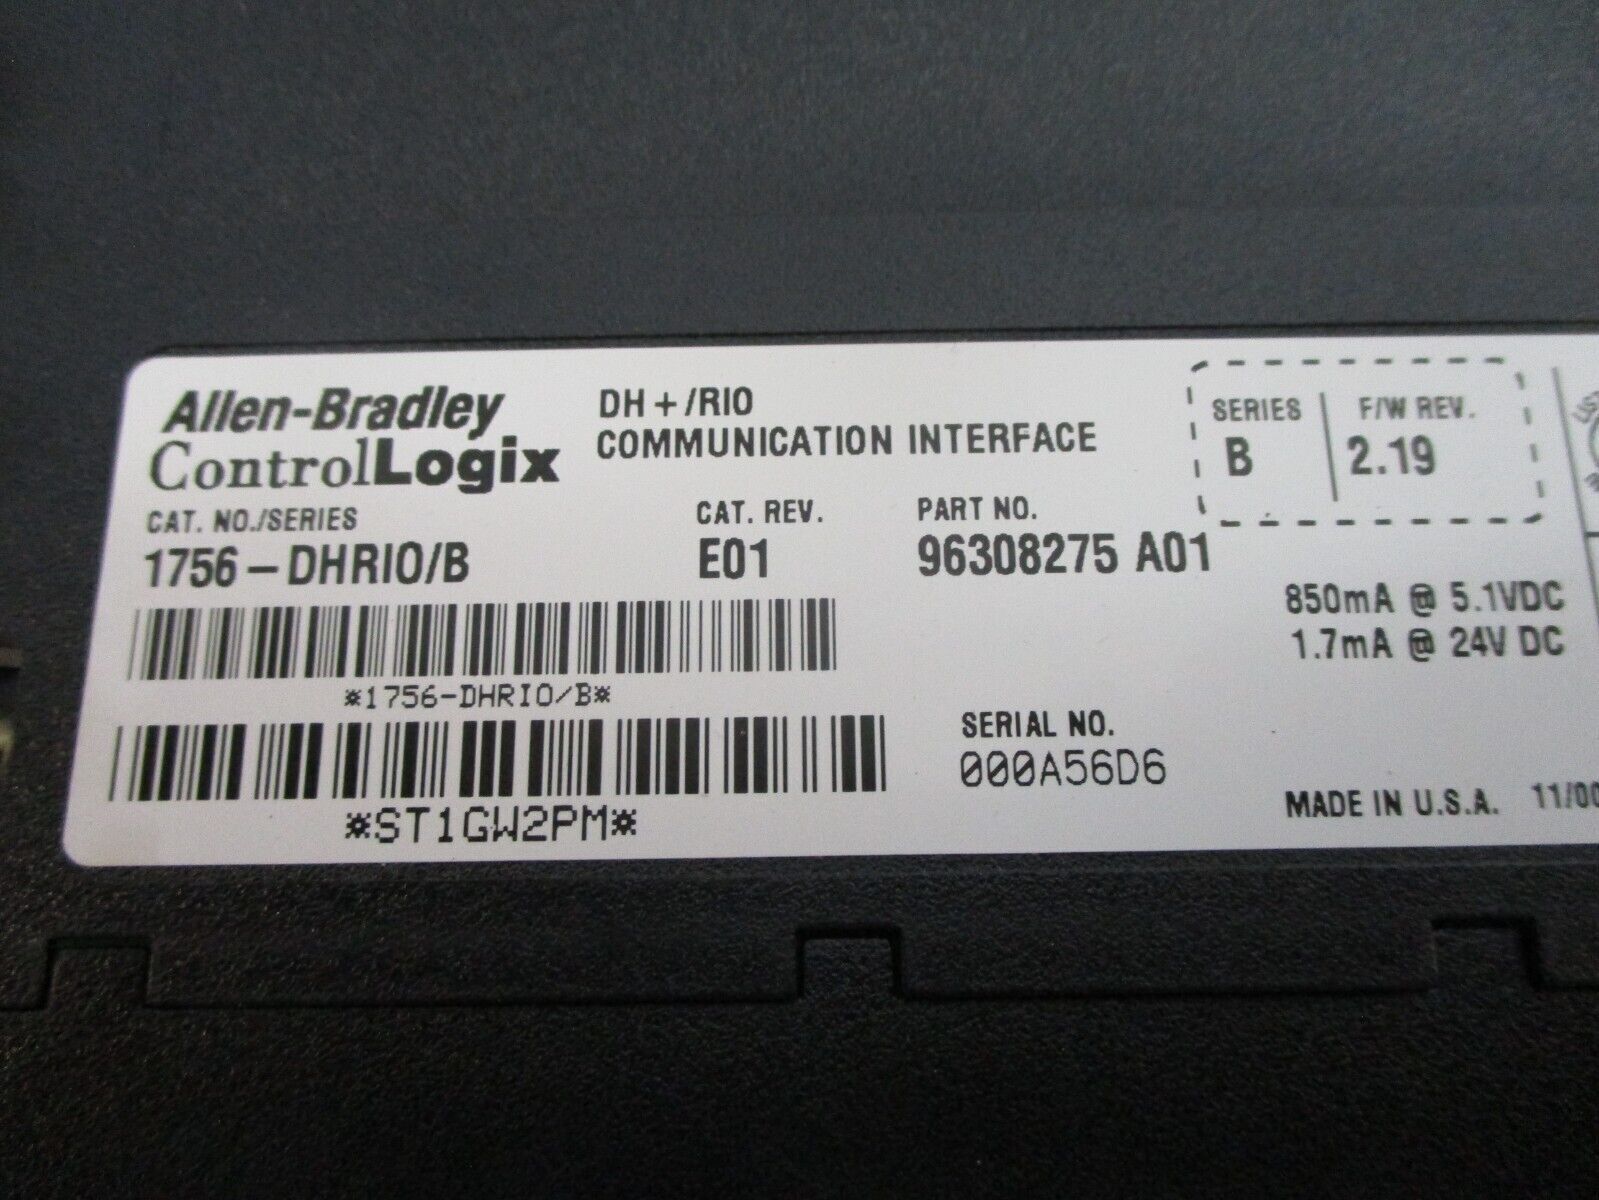 Allen-Bradley
ControlLogix
DH+/RIO
COMMUNICATION INTERFACE
SERIES
B
F/W REV.
2.19
CAT. NO./SERIES
1756-DHRIO/B
CAT. REV.
E01
PART NO.
96308275 A01
850mA @ 5.1VDC
1.7mA @ 24V DC
*1756-DHRIO/B*
*ST1GW2PM*
SERIAL NO.
000A56D6
MADE IN U.S.A.
11/00